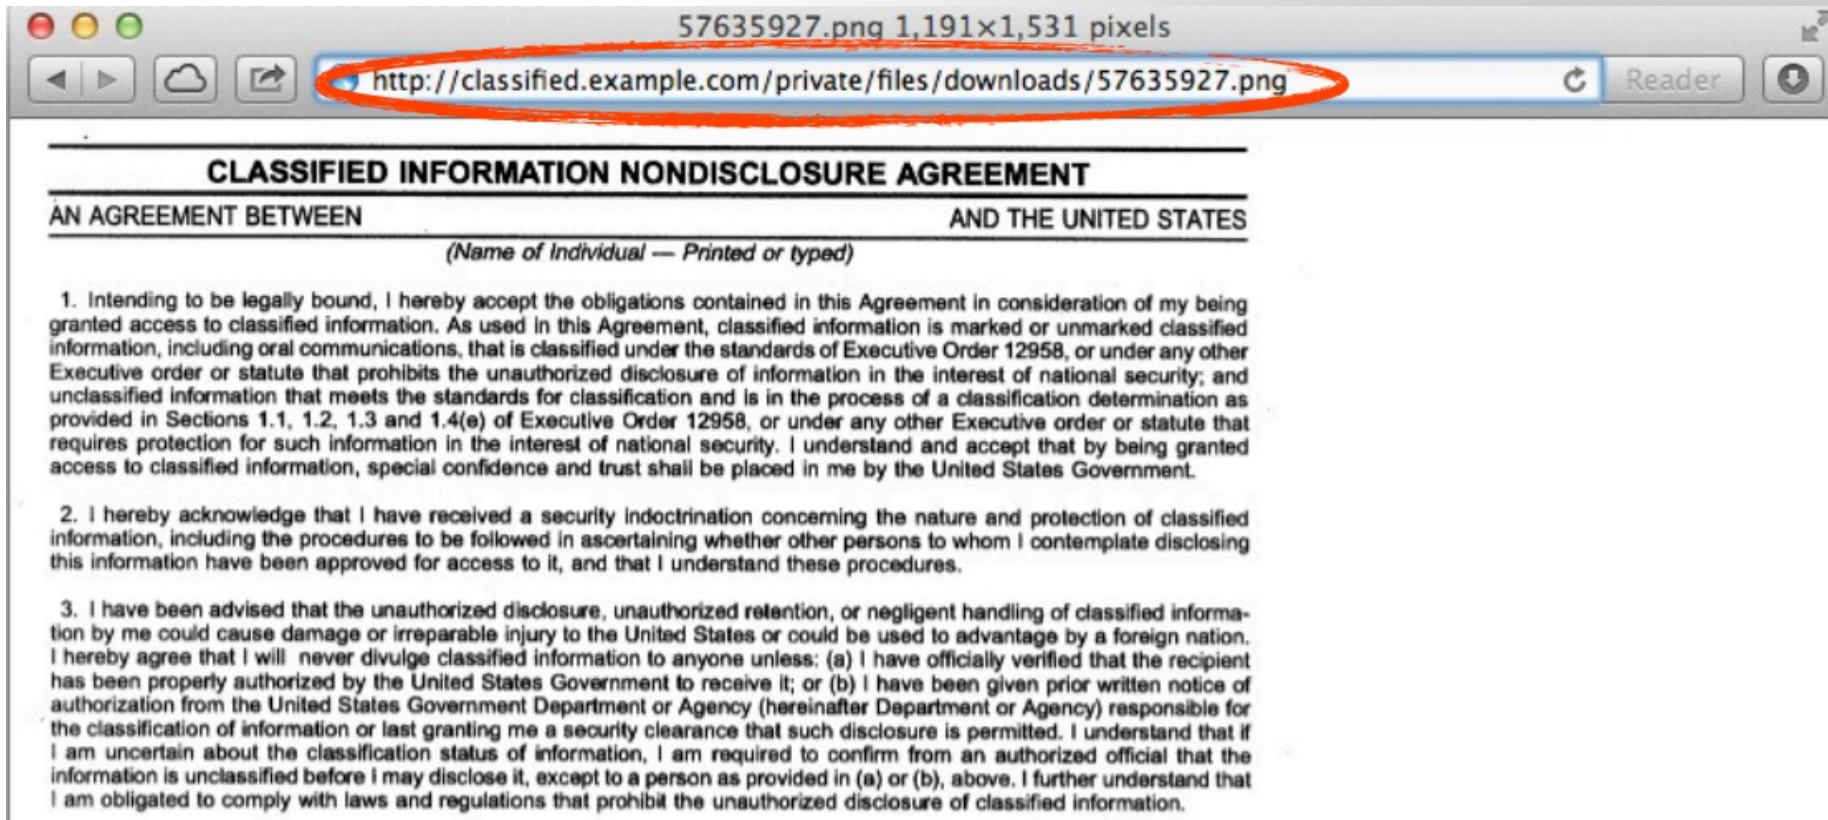 57635927.png 1,191×1,531 pixels
http://classified.example.com/private/files/downloads/57635927.png
Reader
CLASSIFIED INFORMATION NONDISCLOSURE AGREEMENT
AN AGREEMENT BETWEEN AND THE UNITED STATES
(Name of Individual — Printed or typed)
1. Intending to be legally bound, I hereby accept the obligations contained in this Agreement in consideration of my being
granted access to classified information. As used in this Agreement, classified information is marked or unmarked classified
information, including oral communications, that is classified under the standards of Executive Order 12958, or under any other
Executive order or statute that prohibits the unauthorized disclosure of information in the interest of national security; and
unclassified information that meets the standards for classification and is in the process of a classification determination as
provided in Sections 1.1, 1.2, 1.3 and 1.4(e) of Executive Order 12958, or under any other Executive order or statute that
requires protection for such information in the interest of national security. I understand and accept that by being granted
access to classified information, special confidence and trust shall be placed in me by the United States Government.
2. I hereby acknowledge that I have received a security indoctrination concerning the nature and protection of classified
information, including the procedures to be followed in ascertaining whether other persons to whom I contemplate disclosing
this information have been approved for access to it, and that I understand these procedures.
3. I have been advised that the unauthorized disclosure, unauthorized retention, or negligent handling of classified informa-
tion by me could cause damage or irreparable injury to the United States or could be used to advantage by a foreign nation.
I hereby agree that I will never divulge classified information to anyone unless: (a) I have officially verified that the recipient
has been properly authorized by the United States Government to receive it; or (b) I have been given prior written notice of
authorization from the United States Government Department or Agency (hereinafter Department or Agency) responsible for
the classification of information or last granting me a security clearance that such disclosure is permitted. I understand that if
I am uncertain about the classification status of information, I am required to confirm from an authorized official that the
information is unclassified before I may disclose it, except to a person as provided in (a) or (b), above. I further understand that
I am obligated to comply with laws and regulations that prohibit the unauthorized disclosure of classified information.